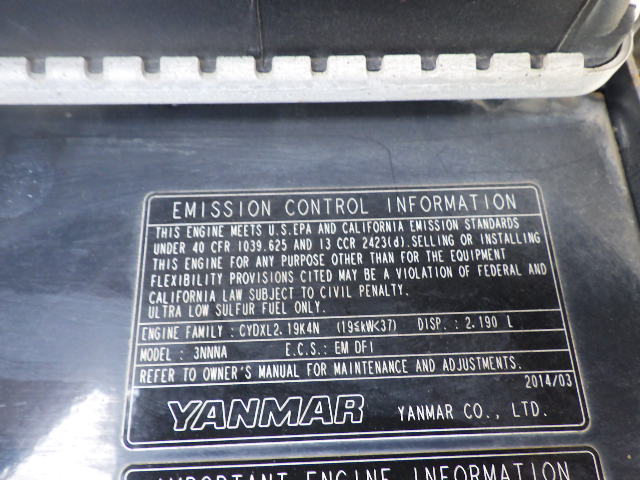 EMISSION CONTROL INFORMATION
THIS ENGINE MEETS U.S.EPA AND CALIFORNIA EMISSION STANDARDS
UNDER 40 CFR 1039.625 AND 13 CCR 2423(d).SELLING OR INSTALLING
THIS ENGINE FOR ANY PURPOSE OTHER THAN FOR THE EQUIPMENT
FLEXIBILITY PROVISIONS CITED MAY BE A VIOLATION OF FEDERAL AND
CALIFORNIA LAW SUBJECT TO CIVIL PENALTY.
ULTRA LOW SULFUR FUEL ONLY.
ENGINE FAMILY : CYDXL2.19K4N (19≤kW<37) DISP. : 2.190 L
MODEL : 3NNNA E.C.S.: EM DFI
REFER TO OWNER'S MANUAL FOR MAINTENANCE AND ADJUSTMENTS.
2014/03
YANMAR YANMAR CO., LTD.
IMPORTANT ENGINE INFORMATION